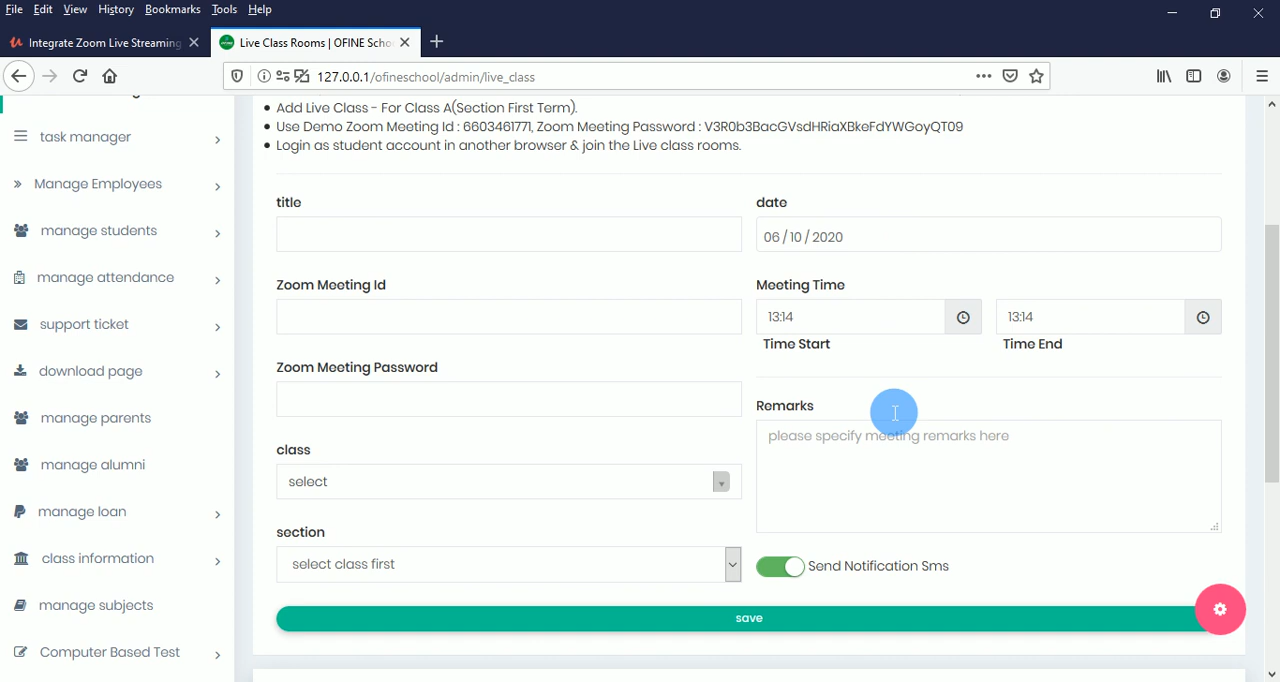 File Edit View History Bookmarks Tools Help
Integrate Zoom Live Streaming
Live Class Rooms | OFINE Scho
127.0.0.1/ofineschool/admin/live_class
task manager
Manage Employees
manage students
manage attendance
support ticket
download page
manage parents
manage alumni
manage loan
class information
manage subjects
Computer Based Test
Add Live Class - For Class A(Section First Term).
Use Demo Zoom Meeting Id : 6603461771, Zoom Meeting Password : V3R0b3BacGVsdHRiaXBkeFdYWGoyQT09
Login as student account in another browser & join the Live class rooms.
title
date
06 / 10 / 2020
Zoom Meeting Id
Meeting Time
13:14
13:14
Time Start
Time End
Zoom Meeting Password
Remarks
please specify meeting remarks here
class
select
section
select class first
Send Notification Sms
save